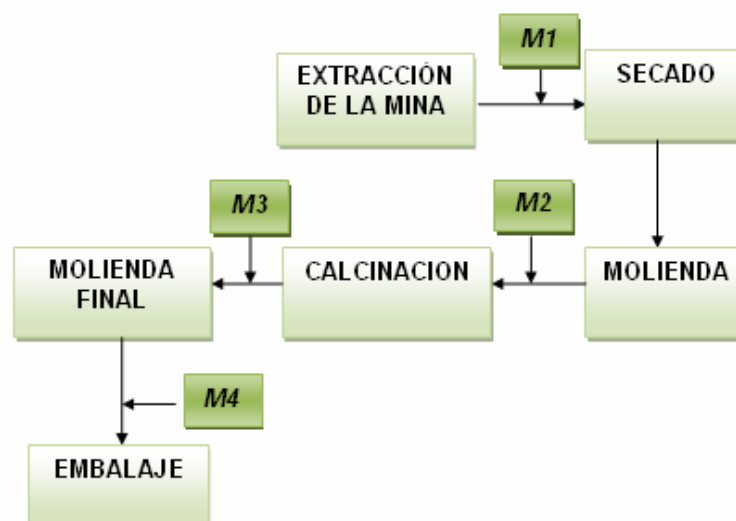 M1
EXTRACCIÓN
DE LA MINA
SECADO
M3
M2
MOLIENDA
FINAL
CALCINACION
MOLIENDA
M4
EMBALAJE